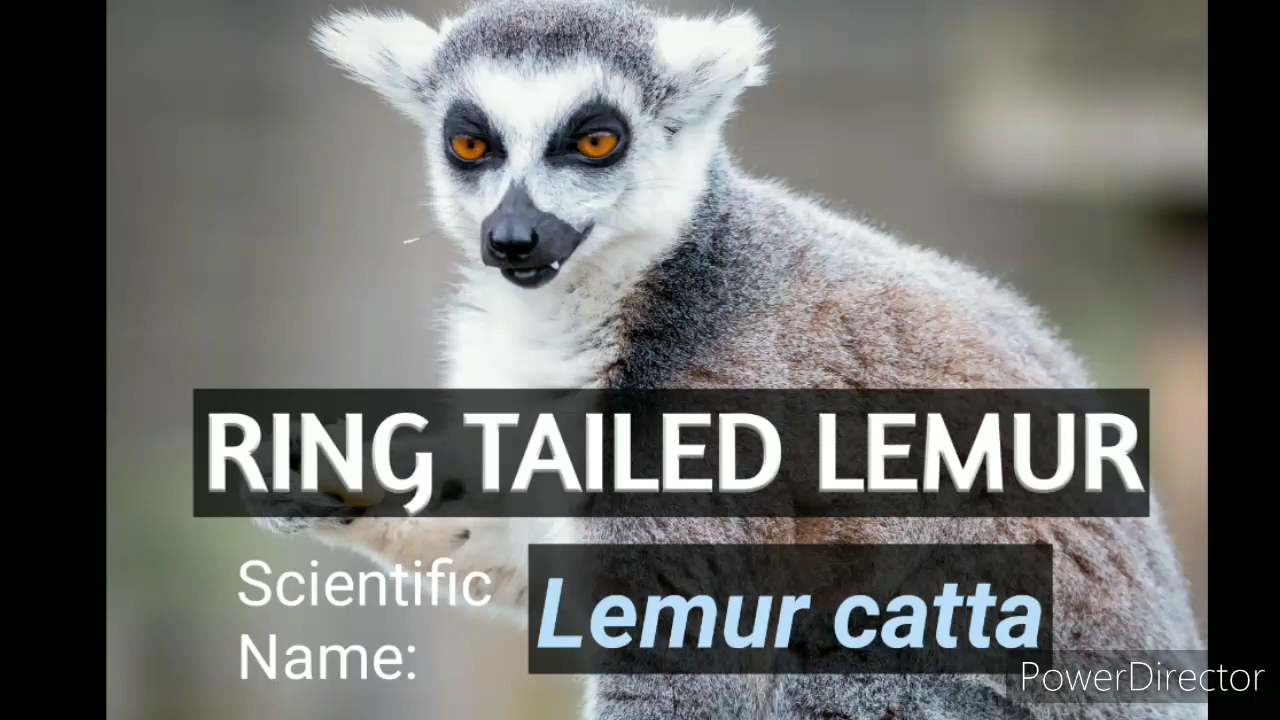 RING TAILED LEMUR
Scientific
Name:
Lemur catta
PowerDirector